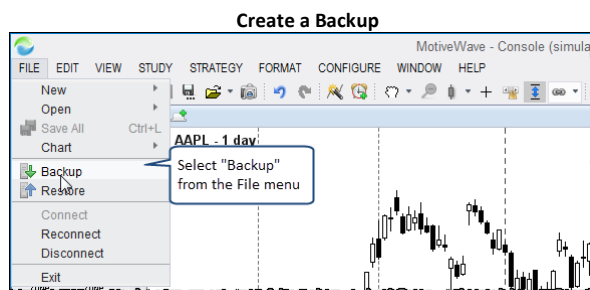 Create a Backup
MotiveWave - Console (simula
FILE EDIT VIEW STUDY STRATEGY FORMAT CONFIGURE WINDOW HELP
New
Open
Save All Ctrl+L
Chart
AAPL - 1 day
Backup
Select "Backup"
from the File menu
Restore
Connect
Reconnect
Disconnect
Exit